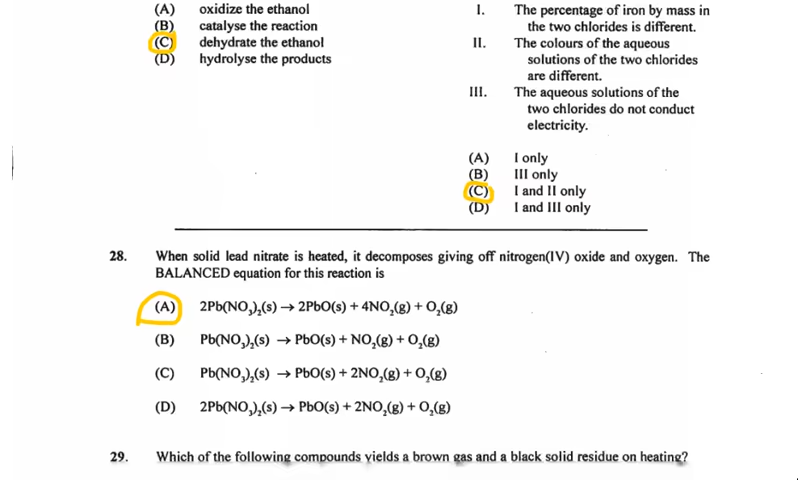 (A) oxidize the ethanol
(B) catalyse the reaction
(C) dehydrate the ethanol
(D) hydrolyse the products
I. The percentage of iron by mass in
the two chlorides is different.
II. The colours of the aqueous
solutions of the two chlorides
are different.
III. The aqueous solutions of the
two chlorides do not conduct
electricity.
(A) I only
(B) III only
(C) I and II only
(D) I and III only
28. When solid lead nitrate is heated, it decomposes giving off nitrogen(IV) oxide and oxygen. The
BALANCED equation for this reaction is
(A) 2Pb(NO₃)₂(s) → 2PbO(s) + 4NO₂(g) + O₂(g)
(B) Pb(NO₃)₂(s) → PbO(s) + NO₂(g) + O₂(g)
(C) Pb(NO₃)₂(s) → PbO(s) + 2NO₂(g) + O₂(g)
(D) 2Pb(NO₃)₂(s) → PbO(s) + 2NO₂(g) + O₂(g)
29. Which of the following compounds yields a brown gas and a black solid residue on heating?